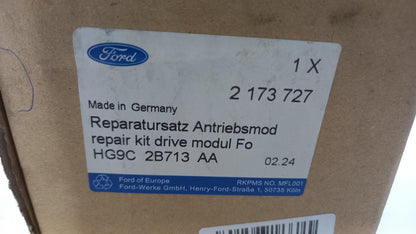 Ford
1 X
2 173 727
Made in Germany
Reparatursatz Antriebsmod
repair kit drive modul Fo
HG9C 2B713 AA 02.24
RKPMS NO. MFL001
Ford of Europe
Ford-Werke GmbH, Henry-Ford-Straße 1, 50735 Köln